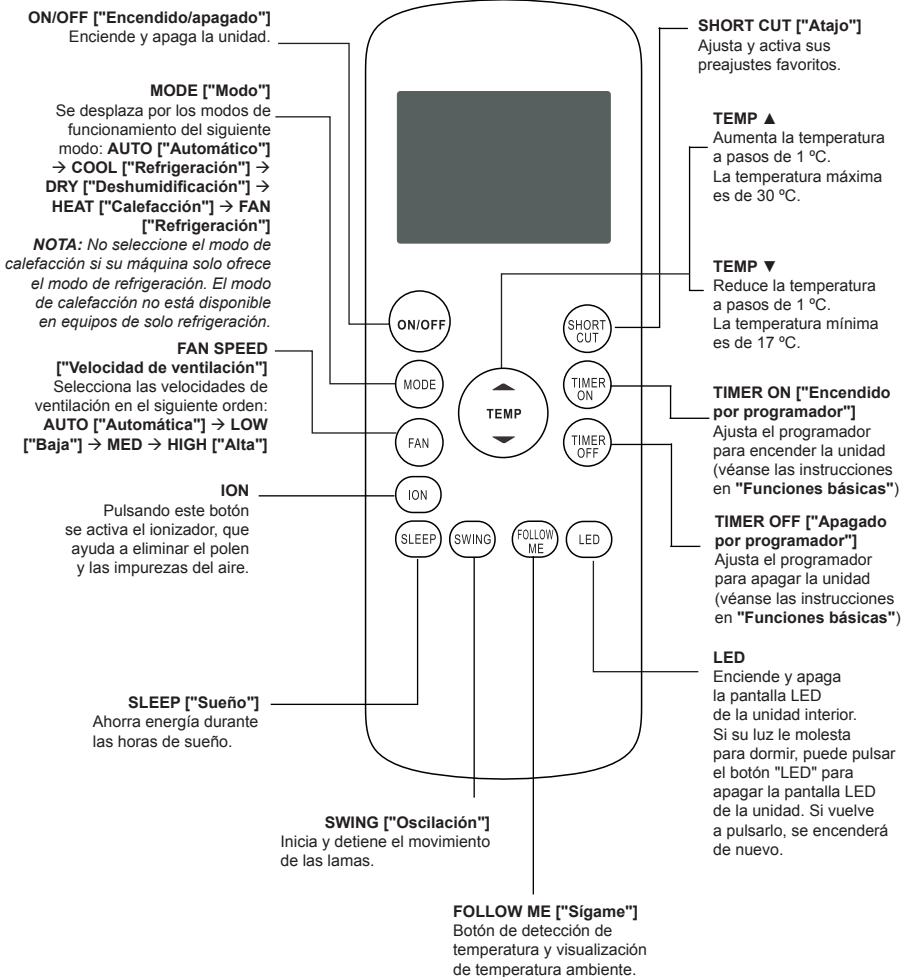 ON/OFF ["Encendido/apagado"]
Enciende y apaga la unidad.
MODE ["Modo"]
Se desplaza por los modos de
funcionamiento del siguiente
modo: AUTO ["Automático"]
→ COOL ["Refrigeración"] →
DRY ["Deshumidificación"] →
HEAT ["Calefacción"] → FAN
["Refrigeración"]
NOTA: No seleccione el modo de
calefacción si su máquina solo ofrece
el modo de refrigeración. El modo
de calefacción no está disponible
en equipos de solo refrigeración.
FAN SPEED
["Velocidad de ventilación"]
Selecciona las velocidades de
ventilación en el siguiente orden:
AUTO ["Automática"] → LOW
["Baja"] → MED → HIGH ["Alta"]
ION
Pulsando este botón
se activa el ionizador, que
ayuda a eliminar el polen
y las impurezas del aire.
SLEEP ["Sueño"]
Ahorra energía durante
las horas de sueño.
SWING ["Oscilación"]
Inicia y detiene el movimiento
de las lamas.
FOLLOW ME ["Sígame"]
Botón de detección de
temperatura y visualización
de temperatura ambiente.
ON/OFF
MODE
FAN
ION
SLEEP
SWING
FOLLOW
ME
LED
TEMP
SHORT
CUT
TIMER
ON
TIMER
OFF
SHORT CUT ["Atajo"]
Ajusta y activa sus
preajustes favoritos.
TEMP ▲
Aumenta la temperatura
a pasos de 1 ºC.
La temperatura máxima
es de 30 ºC.
TEMP ▼
Reduce la temperatura
a pasos de 1 ºC.
La temperatura mínima
es de 17 ºC.
TIMER ON ["Encendido
por programador"]
Ajusta el programador
para encender la unidad
(véanse las instrucciones
en "Funciones básicas")
TIMER OFF ["Apagado
por programador"]
Ajusta el programador
para apagar la unidad
(véanse las instrucciones
en "Funciones básicas")
LED
Enciende y apaga
la pantalla LED
de la unidad interior.
Si su luz le molesta
para dormir, puede pulsar
el botón "LED" para
apagar la pantalla LED
de la unidad. Si vuelve
a pulsarlo, se encenderá
de nuevo.